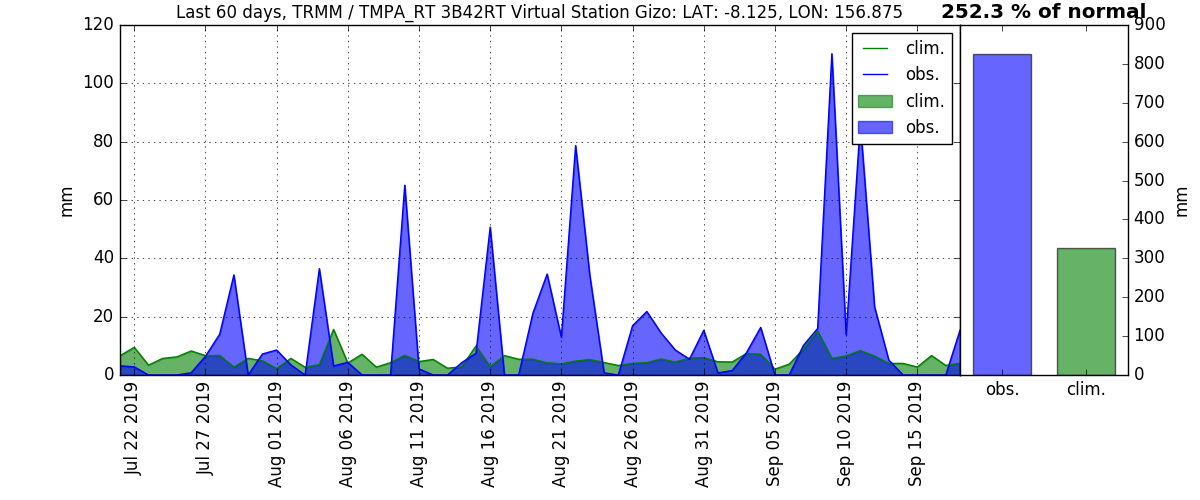 Last 60 days, TRMM / TMPA_RT 3B42RT Virtual Station Gizo: LAT: -8.125, LON: 156.875
252.3 % of normal
mm
120
100
80
60
40
20
0
Jul 22 2019
Jul 27 2019
Aug 01 2019
Aug 06 2019
Aug 11 2019
Aug 16 2019
Aug 21 2019
Aug 26 2019
Aug 31 2019
Sep 05 2019
Sep 10 2019
Sep 15 2019
clim.
obs.
clim.
obs.
900
800
700
600
500
400
300
200
100
0
mm
obs.
clim.